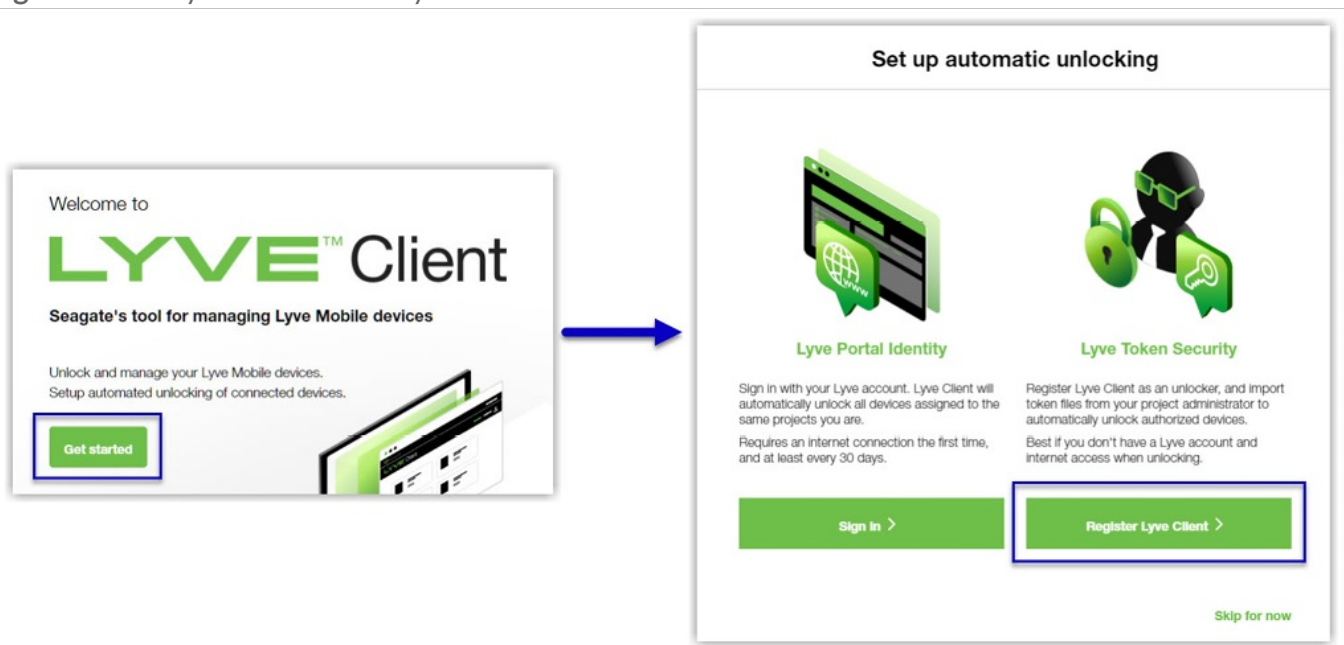 Welcome to
LYVE™ Client
Seagate's tool for managing Lyve Mobile devices
Unlock and manage your Lyve Mobile devices.
Setup automated unlocking of connected devices.
Get started
Set up automatic unlocking
www
Lyve Portal Identity
Sign in with your Lyve account. Lyve Client will
automatically unlock all devices assigned to the
same projects you are.
Requires an internet connection the first time,
and at least every 30 days.
Sign in >
Lyve Token Security
Register Lyve Client as an unlocker, and import
token files from your project administrator to
automatically unlock authorized devices.
Best if you don't have a Lyve account and
internet access when unlocking.
Register Lyve Client >
Skip for now